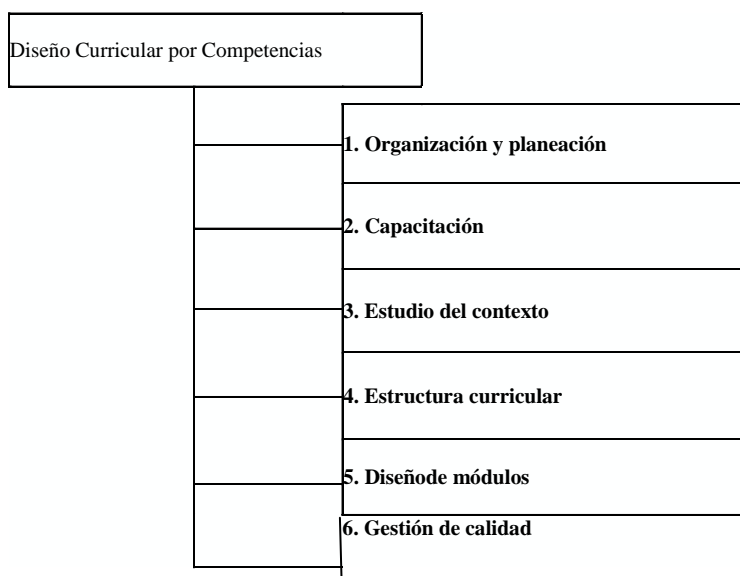 Diseño Curricular por Competencias
1. Organización y planeación
2. Capacitación
3. Estudio del contexto
4. Estructura curricular
5. Diseñode módulos
6. Gestión de calidad